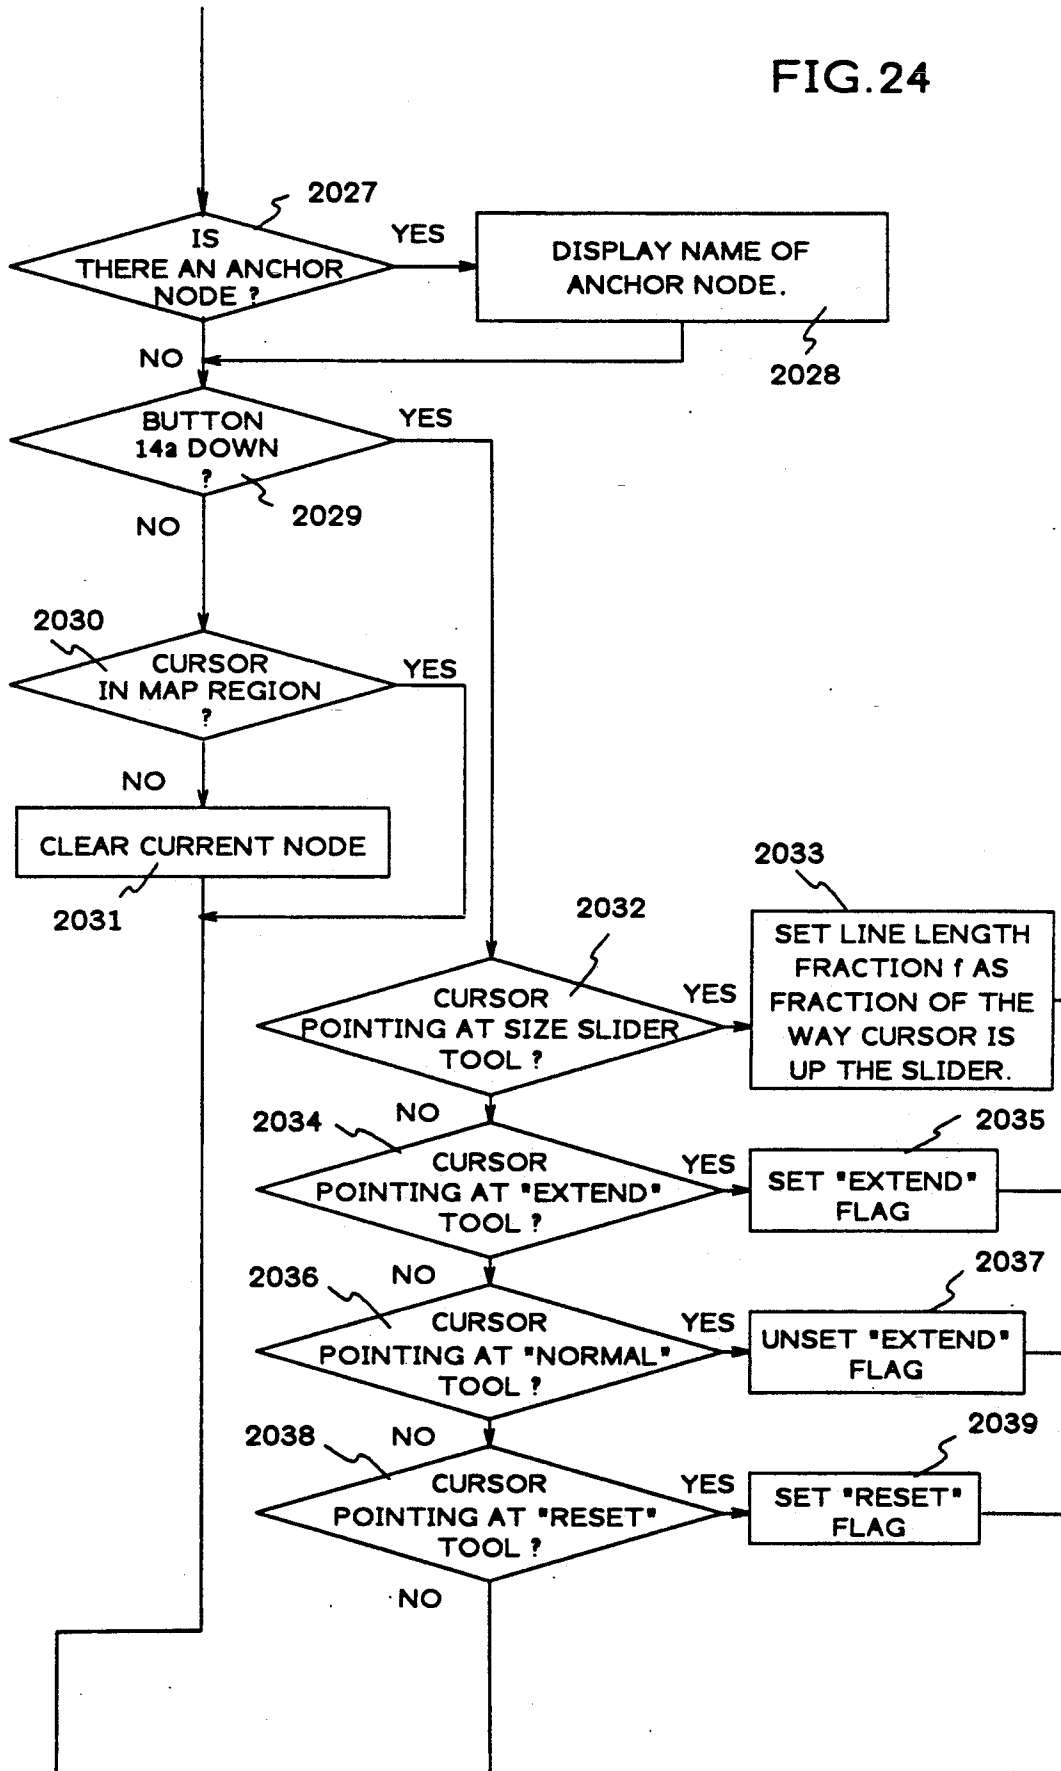 FIG.24
2027
IS
THERE AN ANCHOR
NODE ?
YES
DISPLAY NAME OF
ANCHOR NODE.
2028
NO
BUTTON
14a DOWN
?
YES
2029
NO
2030
CURSOR
IN MAP REGION
?
YES
NO
CLEAR CURRENT NODE
2031
2032
CURSOR
POINTING AT SIZE SLIDER
TOOL ?
YES
2033
SET LINE LENGTH
FRACTION f AS
FRACTION OF THE
WAY CURSOR IS
UP THE SLIDER.
NO
2034
CURSOR
POINTING AT "EXTEND"
TOOL ?
YES
2035
SET "EXTEND"
FLAG
NO
2036
CURSOR
POINTING AT "NORMAL"
TOOL ?
YES
2037
UNSET "EXTEND"
FLAG
NO
2038
CURSOR
POINTING AT "RESET"
TOOL ?
YES
2039
SET "RESET"
FLAG
NO